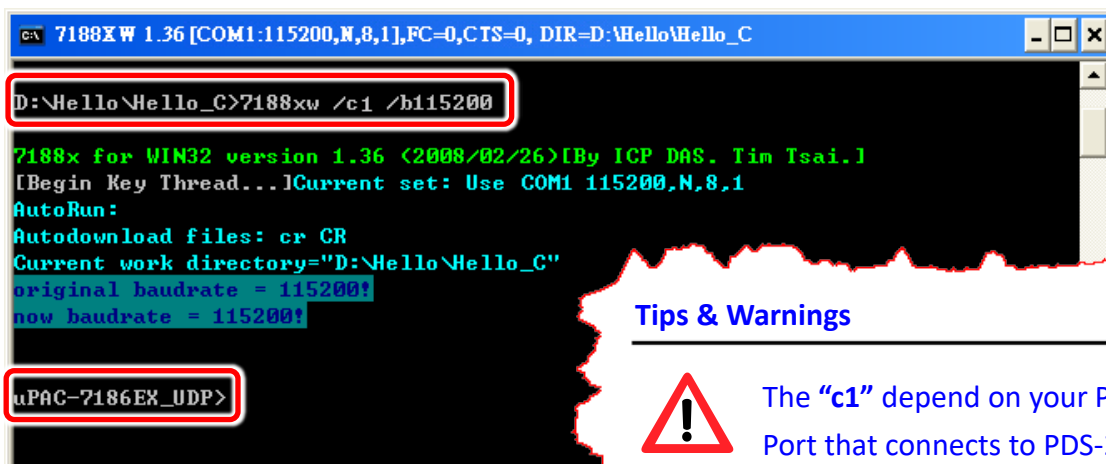 7188XW 1.36 [COM1:115200,N,8,1],FC=0,CTS=0, DIR=D:\Hello\Hello_C
D:\Hello\Hello_C>7188xw /c1 /b115200
7188x for WIN32 version 1.36 (2008/02/26)[By ICP DAS. Tim Tsai.]
[Begin Key Thread...]Current set: Use COM1 115200,N,8,1
AutoRun:
Autodownload files: cr CR
Current work directory="D:\Hello\Hello_C"
original baudrate = 115200!
now baudrate = 115200!
uPAC-7186EX_UDP>
Tips & Warnings
The “c1” depend on your
Port that connects to